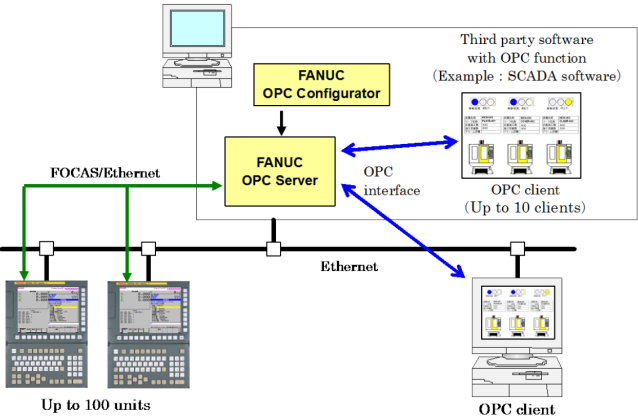 Third party software
with OPC function
(Example : SCADA software)
FANUC
OPC Configurator
FANUC
OPC Server
FOCAS/Ethernet
OPC
interface
OPC client
(Up to 10 clients)
Ethernet
Up to 100 units
OPC client